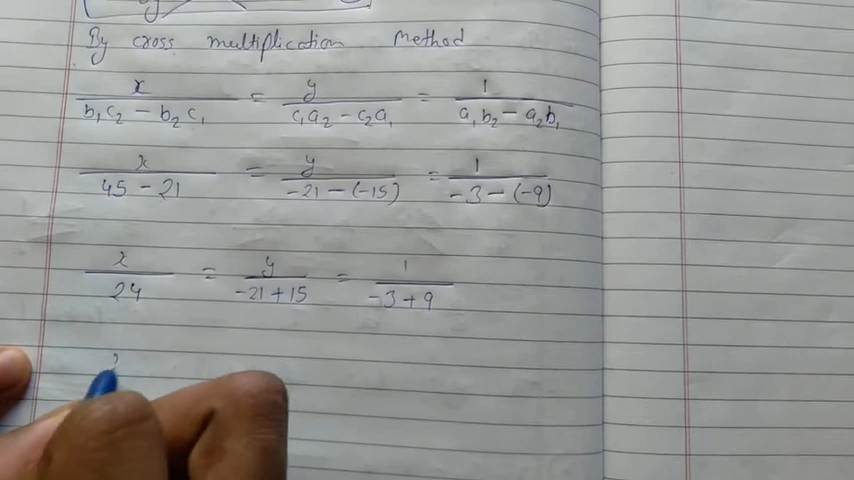 By cross multiplication Method
x / b₁c₂ - b₂c₁ = y / c₁a₂ - c₂a₁ = 1 / a₁b₂ - a₂b₁
x / 45 - 21 = y / -21 - (-15) = 1 / -3 - (-9)
x / 24 = y / -21 + 15 = 1 / -3 + 9